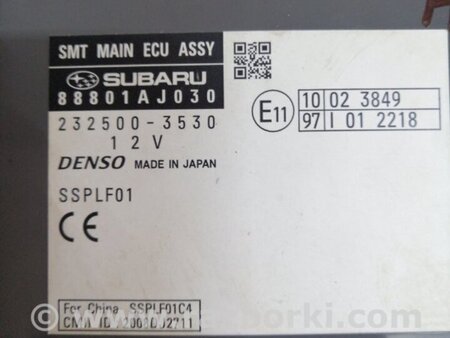 SMT MAIN ECU ASSY
SUBARU
88801AJ030
232500-3530
12V
DENSO MADE IN JAPAN
SSPLF01
CE
E11
10 02 3849
97 I 01 2218
For China SSPLF01C4